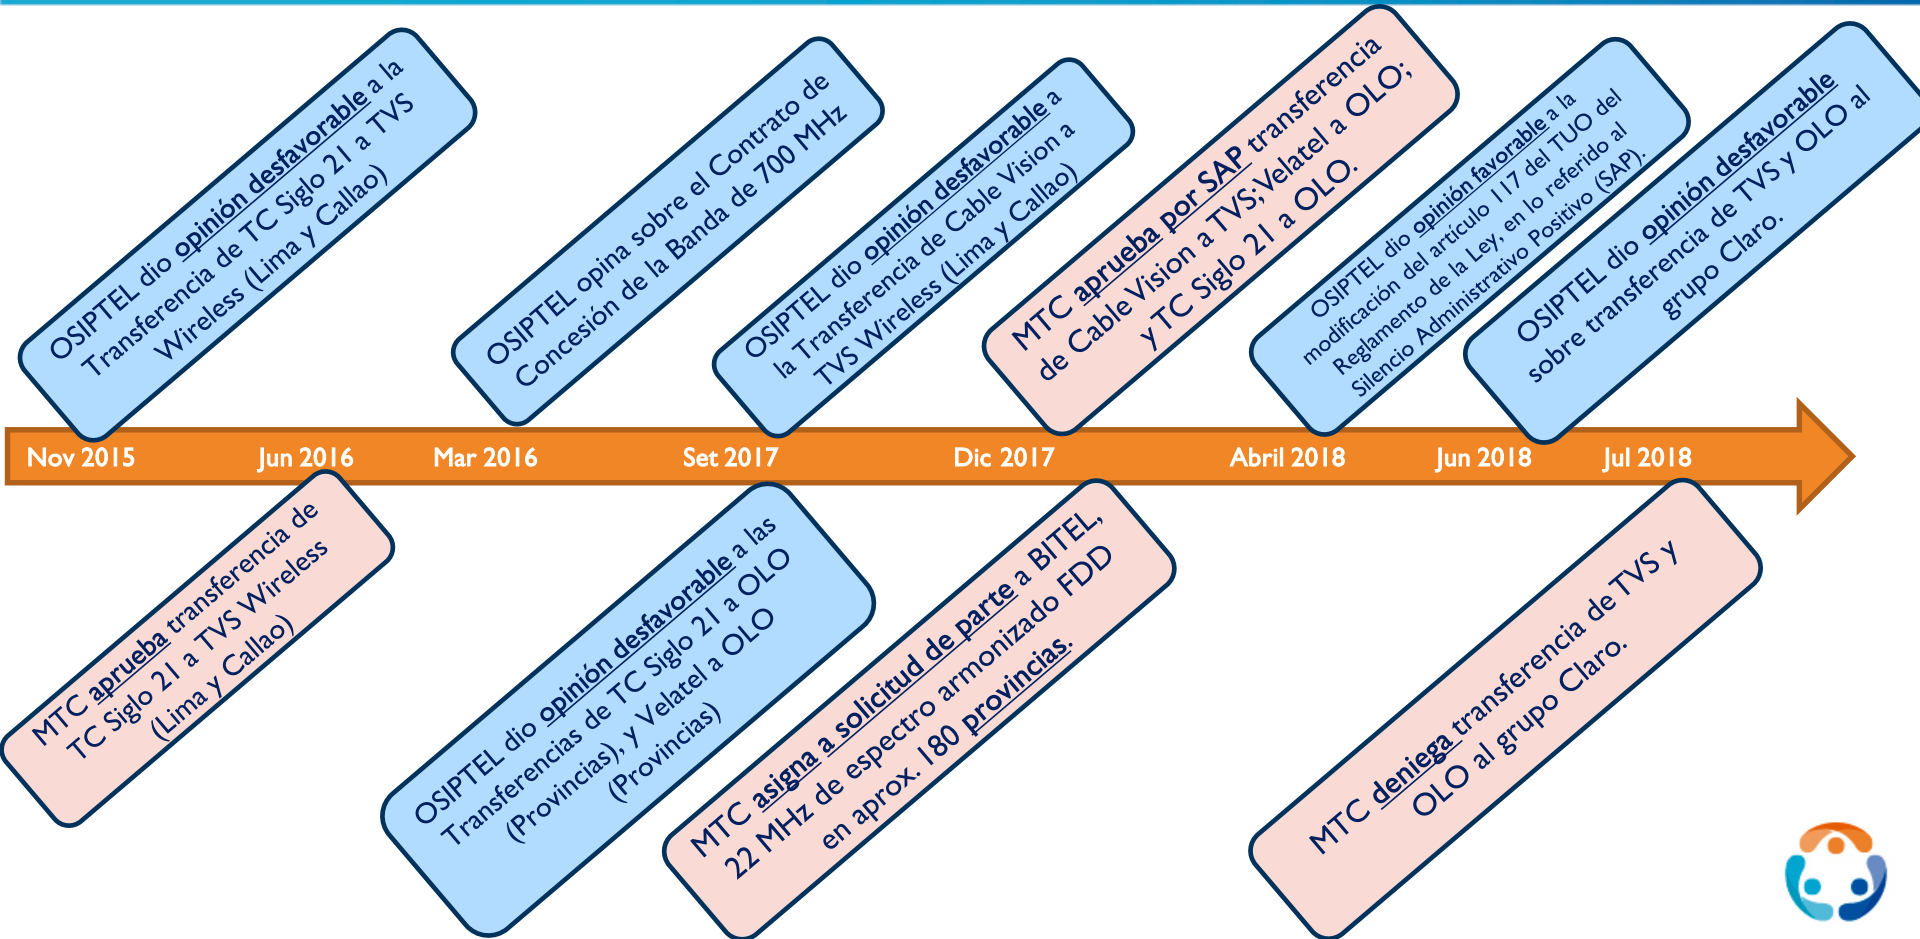 OSIPTEL dio opinión desfavorable a la
Transferencia de TC Siglo 21 a TVS
Wireless (Lima y Callao)
OSIPTEL opina sobre el Contrato de
Concesión de la Banda de 700 MHz
OSIPTEL dio opinión desfavorable a
la Transferencia de Cable Vision a
TVS Wireless (Lima y Callao)
MTC aprueba por SAP transferencia
de Cable Vision a TVS; Velatel a OLO;
y TC Siglo 21 a OLO.
OSIPTEL dio opinión favorable a la
modificación del artículo 117 del TUO del
Reglamento de la Ley, en lo referido al
Silencio Administrativo Positivo (SAP).
OSIPTEL dio opinión desfavorable
sobre transferencia de TVS y OLO al
grupo Claro.
Nov 2015
Jun 2016
Mar 2016
Set 2017
Dic 2017
Abril 2018
Jun 2018
Jul 2018
MTC aprueba transferencia de
TC Siglo 21 a TVS Wireless
(Lima y Callao)
OSIPTEL dio opinión desfavorable a las
Transferencias de TC Siglo 21 a OLO
(Provincias), y Velatel a OLO
(Provincias)
MTC asigna a solicitud de parte a BITEL,
22 MHz de espectro armonizado FDD
en aprox. 180 provincias.
MTC deniega transferencia de TVS y
OLO al grupo Claro.